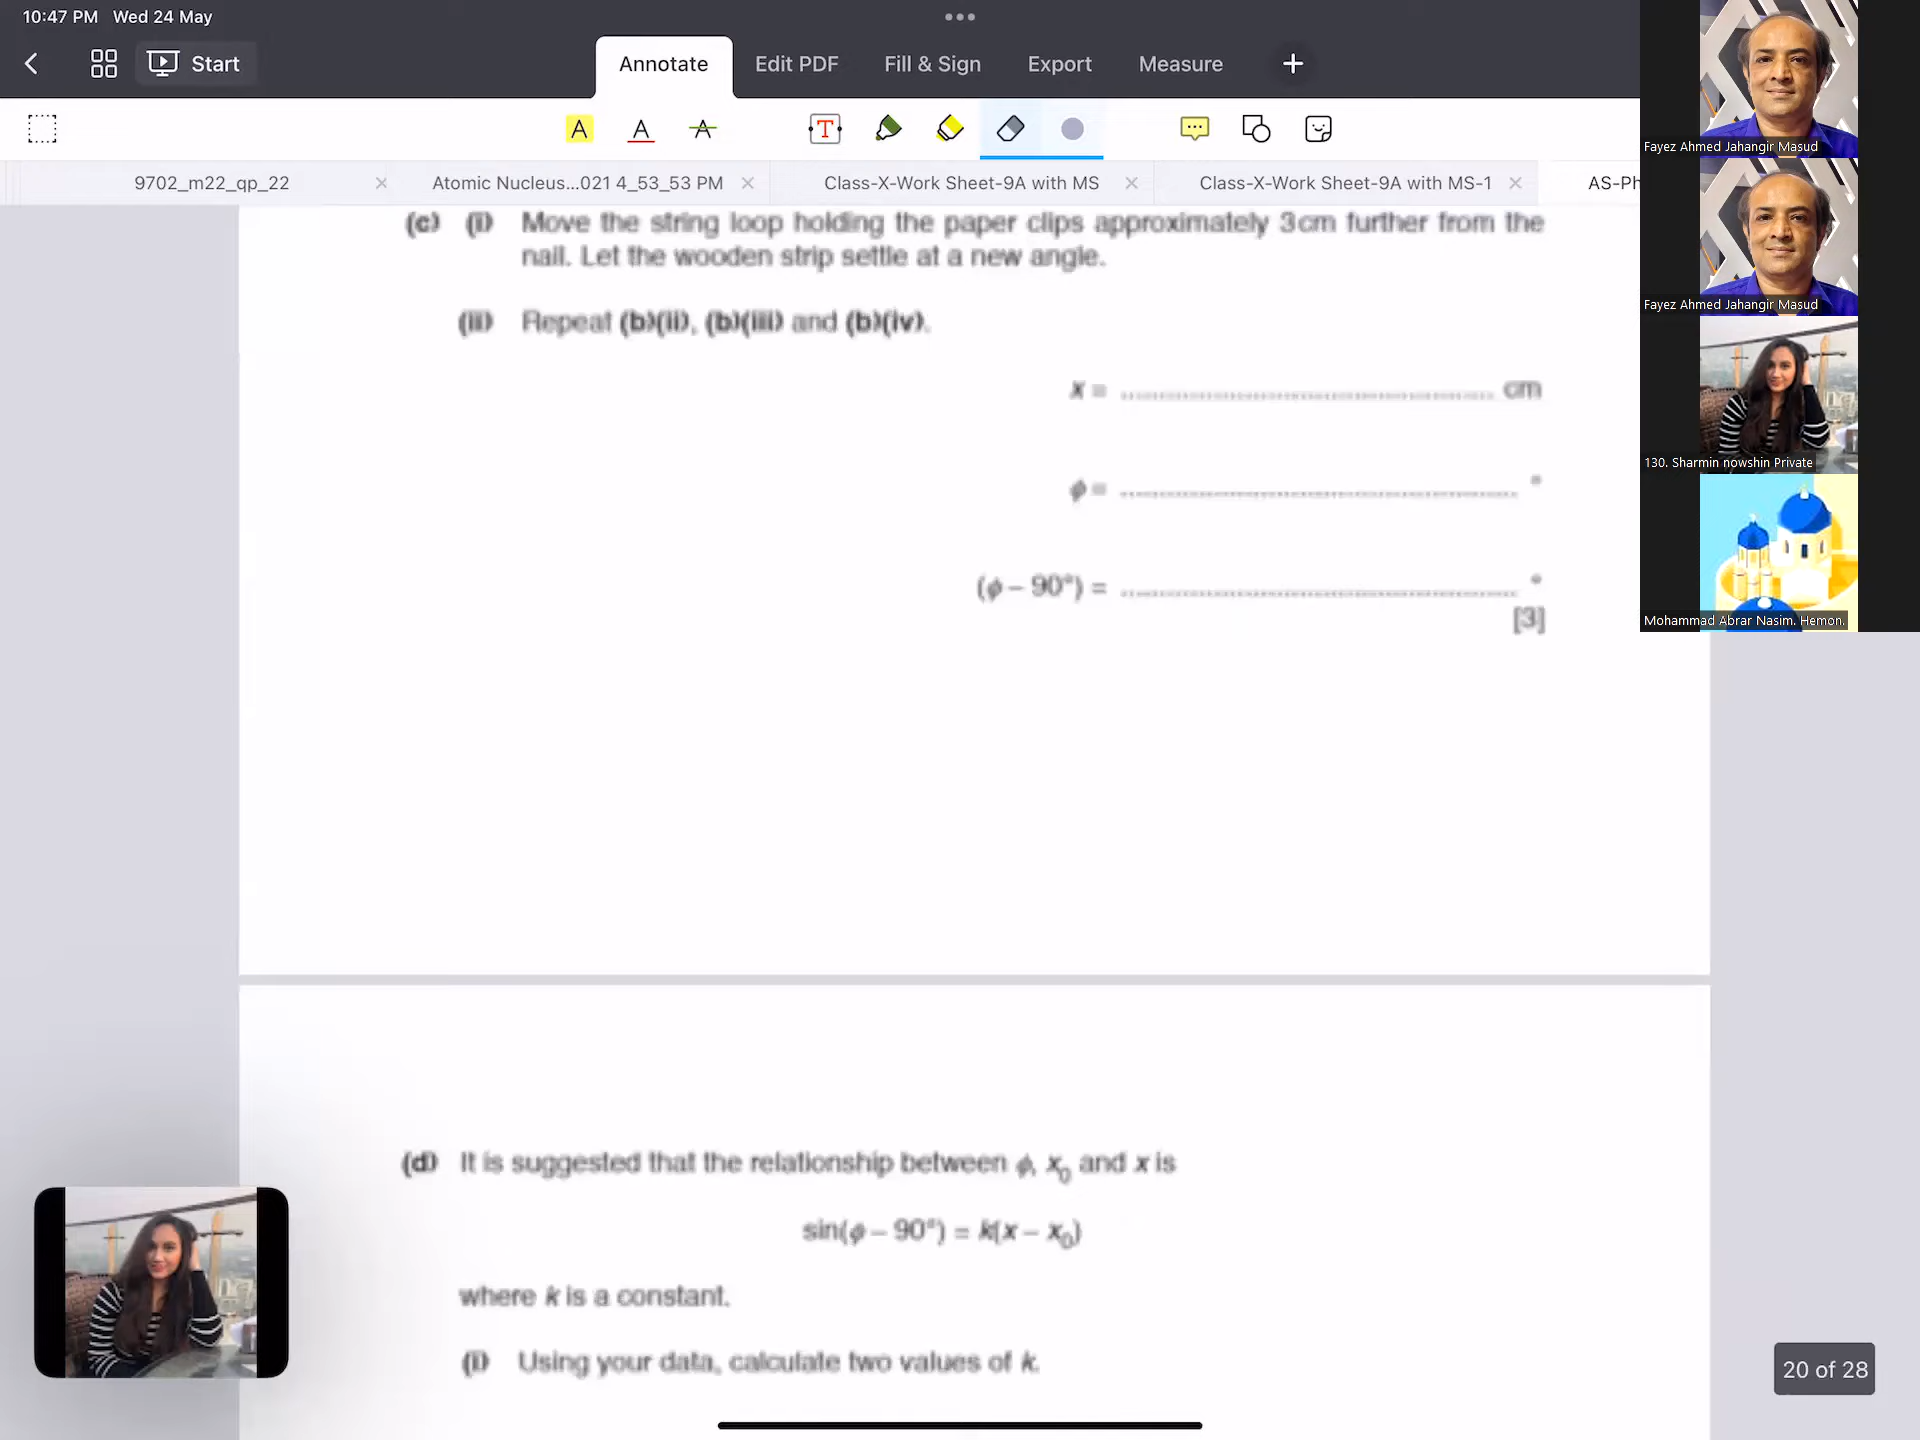 10:47 PM Wed 24 May
Start
Annotate
Edit PDF
Fill & Sign
Export
Measure
A A A T
9702_m22_qp_22
Atomic Nucleus...021 4_53_53 PM
Class-X-Work Sheet-9A with MS
Class-X-Work Sheet-9A with MS-1
AS-Ph
(c) (i) Move the string loop holding the paper clips approximately 3cm further from the
nail. Let the wooden strip settle at a new angle.
(ii) Repeat (b)(ii), (b)(iii) and (b)(iv).
x = ........................................ cm
ϕ = ........................................ °
(ϕ – 90°) = ........................................ °
[3]
(d) It is suggested that the relationship between ϕ, x₀ and x is
sin(ϕ – 90°) = k(x – x₀)
where k is a constant.
(i) Using your data, calculate two values of k.
20 of 28
Fayez Ahmed Jahangir Masud
Fayez Ahmed Jahangir Masud
130. Sharmin nowshin Private
Mohammad Abrar Nasim. Hemon.